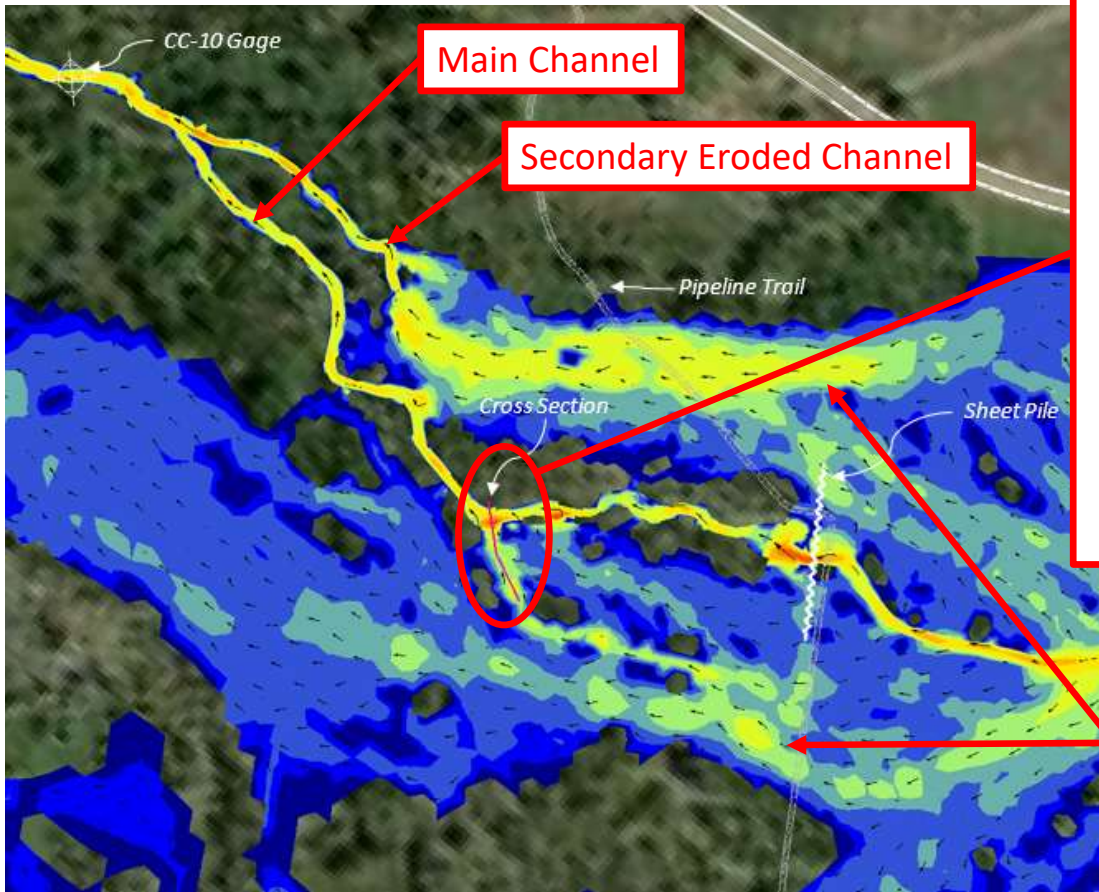 CC-10 Gage
Main Channel
Secondary Eroded Channel
Pipeline Trail
Cross Section
Sheet Pile